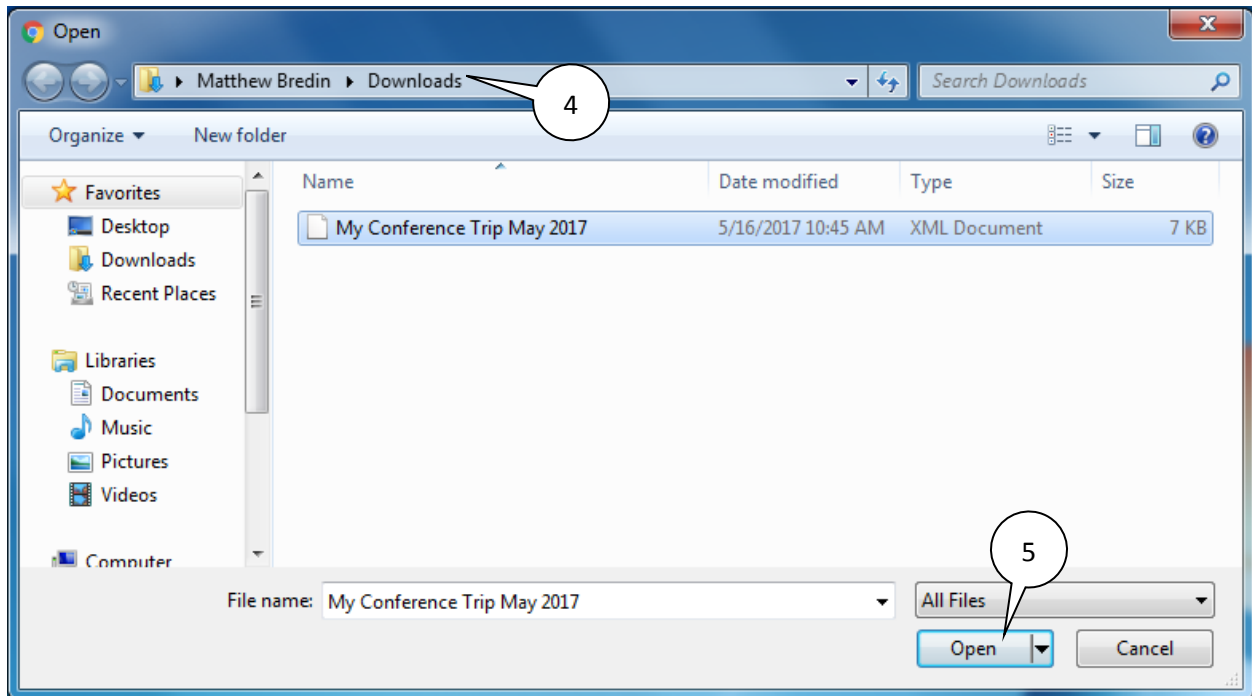 Open
Matthew Bredin Downloads
Search Downloads
4
Organize New folder
Name Date modified Type Size
Favorites
My Conference Trip May 2017 5/16/2017 10:45 AM XML Document 7 KB
Desktop
Downloads
Recent Places
Libraries
Documents
Music
Pictures
Videos
Computer
5
File name: My Conference Trip May 2017 All Files
Open Cancel